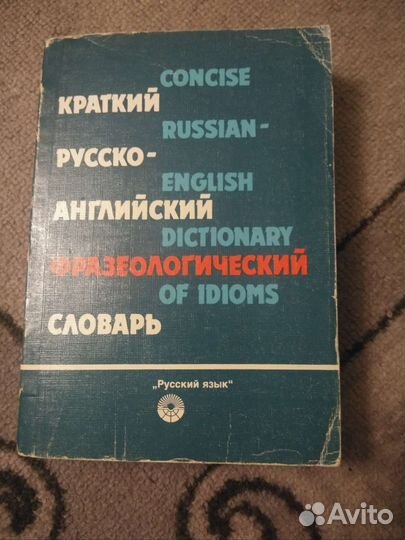 CONCISE
КРАТКИЙ
RUSSIAN-
РУССКО-
ENGLISH
АНГЛИЙСКИЙ
DICTIONARY
ФРАЗЕОЛОГИЧЕСКИЙ
OF IDIOMS
СЛОВАРЬ
„Русский язык"
Avito